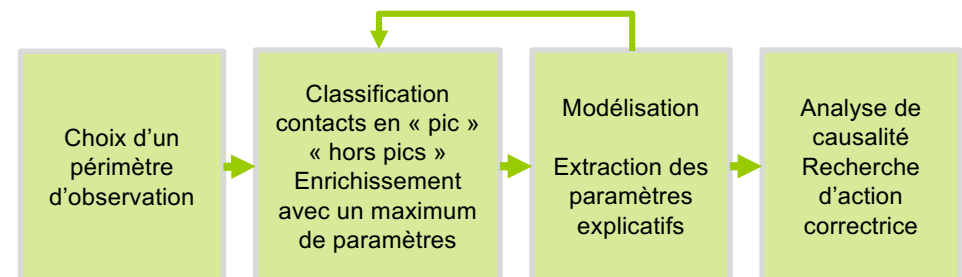 Choix d’un
périmètre
d’observation
Classification
contacts en « pic »
« hors pics »
Enrichissement
avec un maximum
de paramètres
Modélisation
Extraction des
paramètres
explicatifs
Analyse de
causalité
Recherche
d’action
correctrice